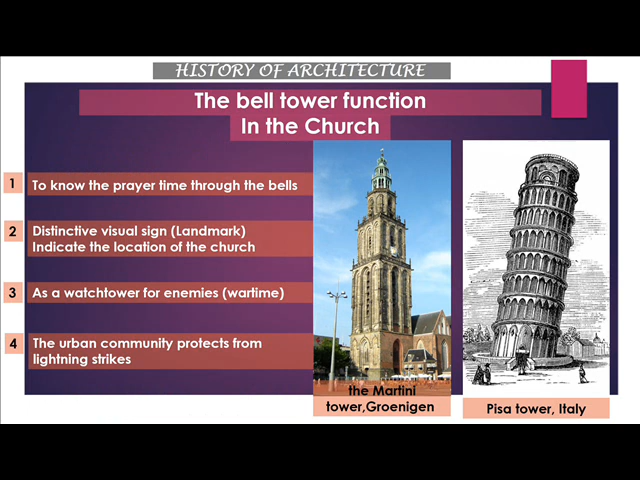 HISTORY OF ARCHITECTURE
The bell tower function
In the Church
1 To know the prayer time through the bells
2 Distinctive visual sign (Landmark)
Indicate the location of the church
3 As a watchtower for enemies (wartime)
4 The urban community protects from
lightning strikes
the Martini
tower,Groenigen
Pisa tower, Italy